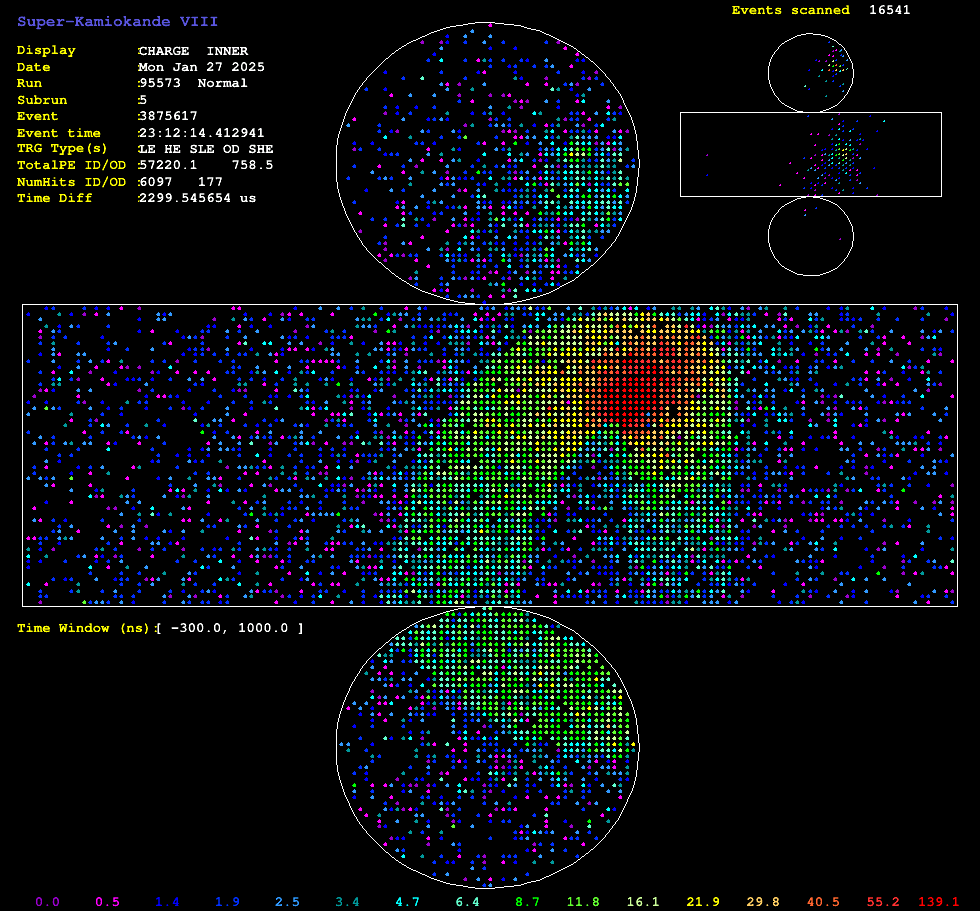 Super-Kamiokande VIII
Events scanned 16541
Display :CHARGE INNER
Date :Mon Jan 27 2025
Run :95573 Normal
Subrun :5
Event :3875617
Event time :23:12:14.412941
TRG Type(s) :LE HE SLE OD SHE
TotalPE ID/OD :57220.1 758.5
NumHits ID/OD :6097 177
Time Diff :2299.545654 us
Time Window (ns):[ -300.0, 1000.0 ]
0.0 0.5 1.4 1.9 2.5 3.4 4.7 6.4 8.7 11.8 16.1 21.9 29.8 40.5 55.2 139.1